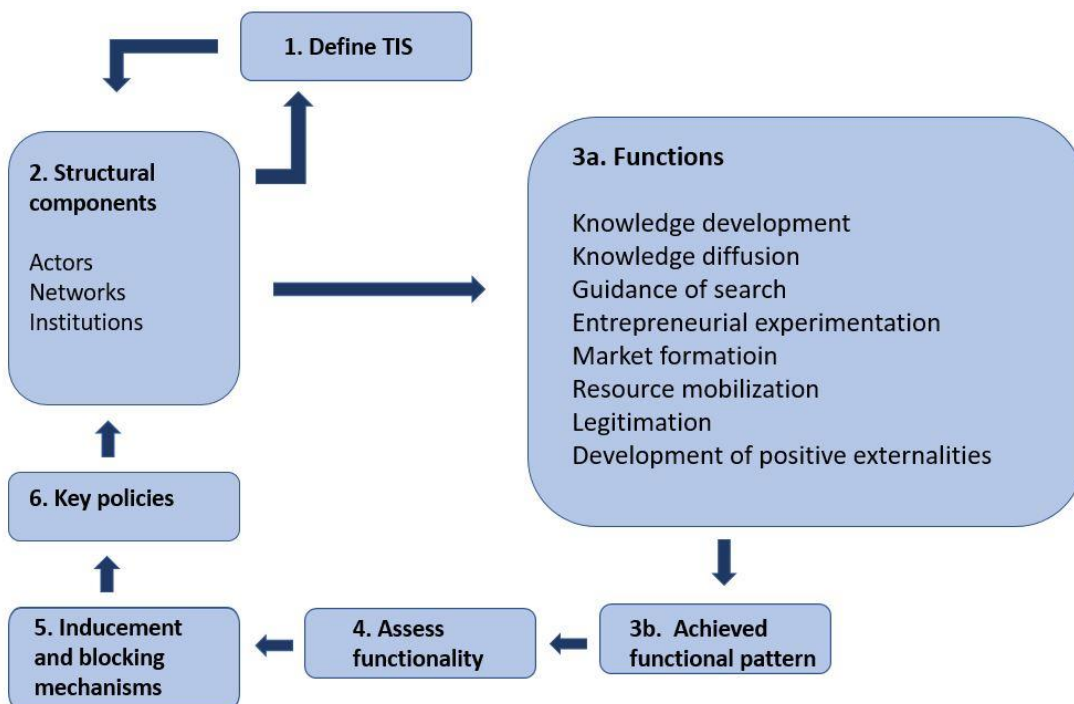 1. Define TIS
2. Structural
components
Actors
Networks
Institutions
3a. Functions
Knowledge development
Knowledge diffusion
Guidance of search
Entrepreneurial experimentation
Market formatioin
Resource mobilization
Legitimation
Development of positive externalities
3b.  Achieved
functional pattern
4. Assess
functionality
5. Inducement
and blocking
mechanisms
6. Key policies